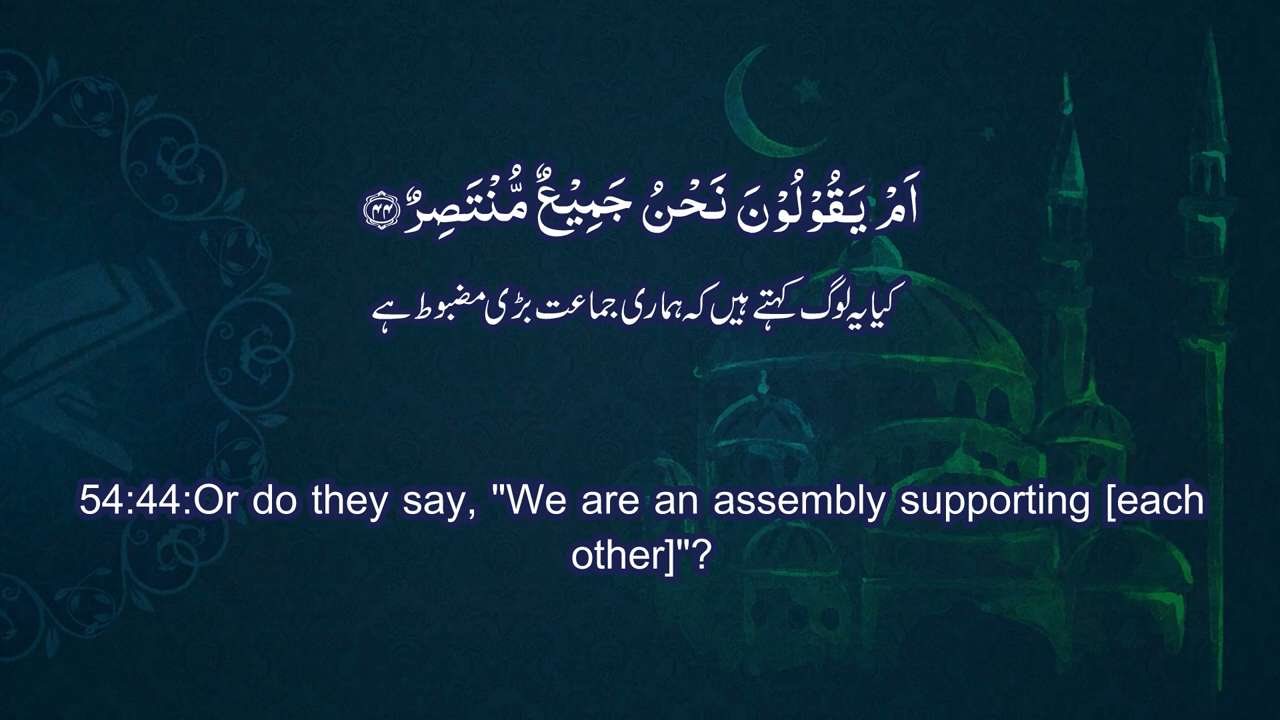 اَمۡ يَقُوۡلُوۡنَ نَحۡنُ جَمِيۡعٌ مُّنۡتَصِرٌ ﴿۴۴﴾
کیا یہ لوگ کہتے ہیں کہ ہماری جماعت بڑی مضبوط ہے
54:44:Or do they say, "We are an assembly supporting [each
other]"?